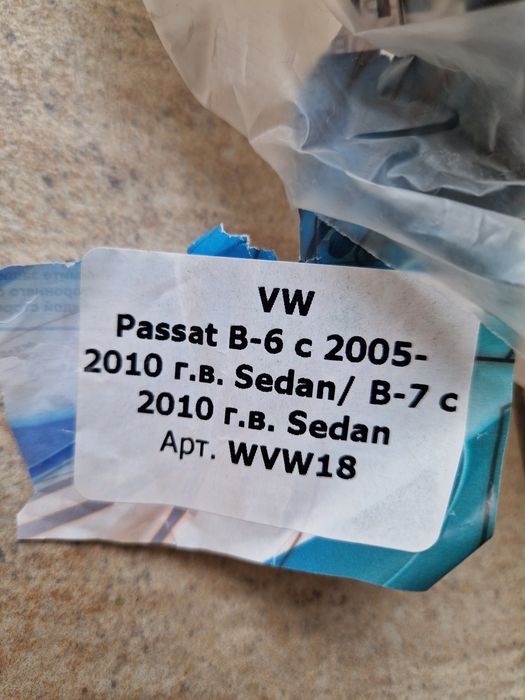 VW
Passat B-6 с 2005-
2010 г.в. Sedan/ B-7 с
2010 г.в. Sedan
Арт. WVW18